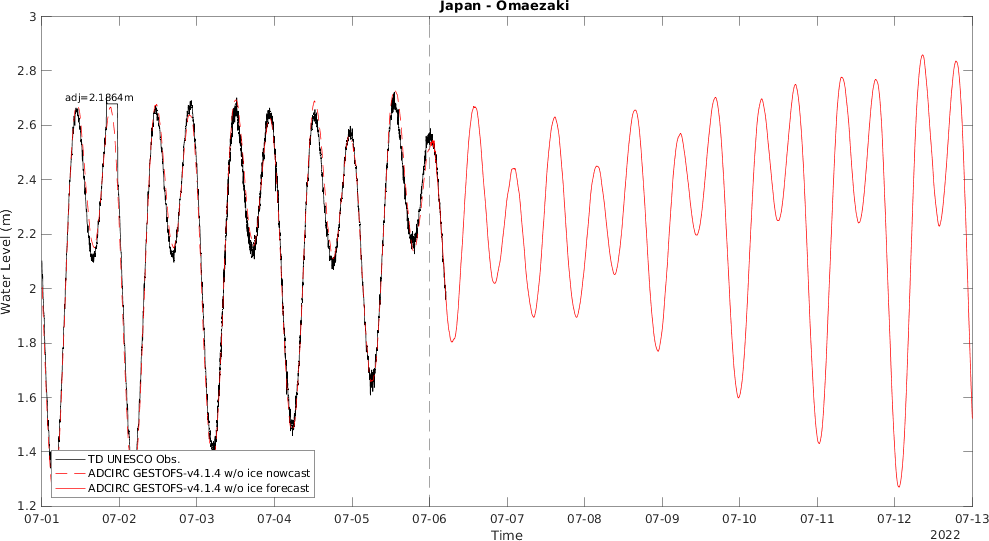 Japan - Omaezaki
3
2.8
2.6
2.4
2.2
2
1.8
1.6
1.4
1.2
Water Level (m)
adj=2.1864m
TD UNESCO Obs.
ADCIRC GESTOFS-v4.1.4 w/o ice nowcast
ADCIRC GESTOFS-v4.1.4 w/o ice forecast
07-01 07-02 07-03 07-04 07-05 07-06 07-07 07-08 07-09 07-10 07-11 07-12 07-13
Time
2022